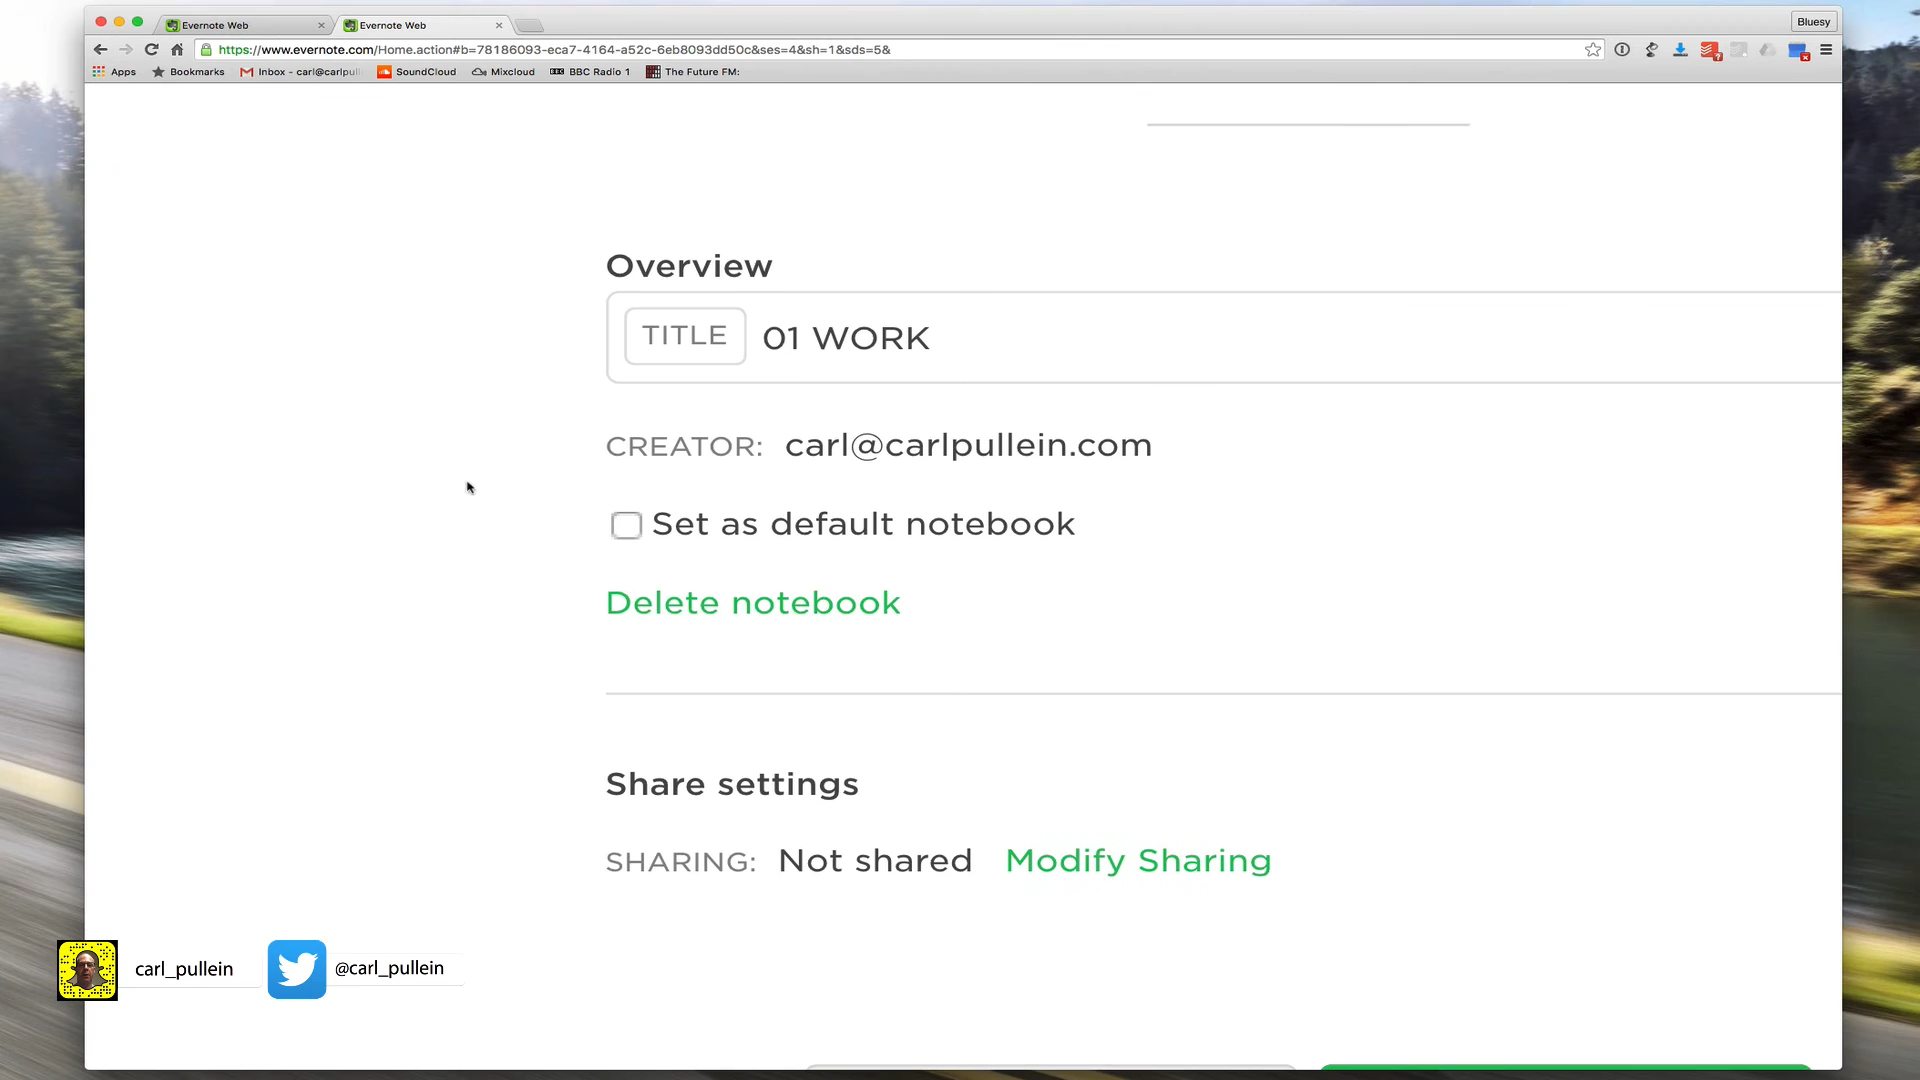 Evernote Web
Evernote Web
Bluesy
https://www.evernote.com/Home.action#b=78186093-eca7-4164-a52c-6eb8093dd50c&ses=4&sh=1&sds=5&
Apps
Bookmarks
Inbox - carl@carlpull
SoundCloud
Mixcloud
BBC Radio 1
The Future FM:
Overview
TITLE 01 WORK
CREATOR: carl@carlpullein.com
Set as default notebook
Delete notebook
Share settings
SHARING: Not shared Modify Sharing
carl_pullein
@carl_pullein